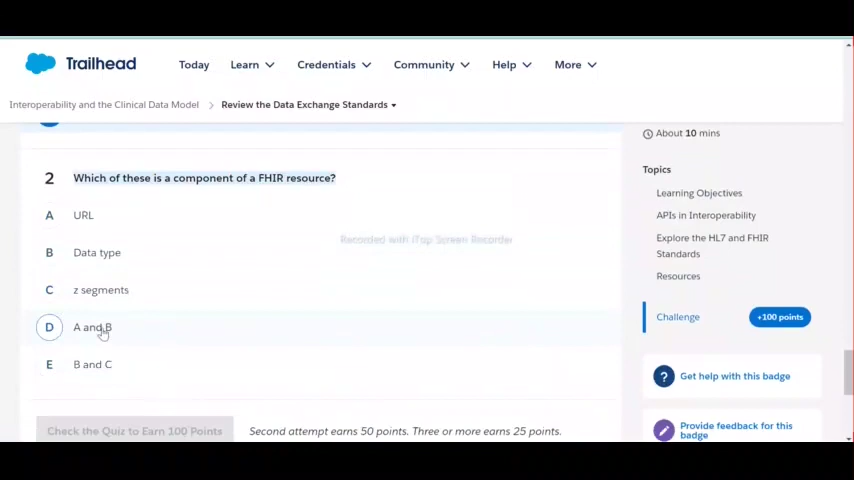 Trailhead
Today Learn Credentials Community Help More
Interoperability and the Clinical Data Model > Review the Data Exchange Standards
About 10 mins
2 Which of these is a component of a FHIR resource?
Topics
A URL
Learning Objectives
APIs in Interoperability
Recorded with iTop Screen Recorder
Explore the HL7 and FHIR
Standards
B Data type
Resources
C z segments
D A and B
Challenge +100 points
E B and C
? Get help with this badge
Check the Quiz to Earn 100 Points Second attempt earns 50 points. Three or more earns 25 points.
Provide feedback for this
badge